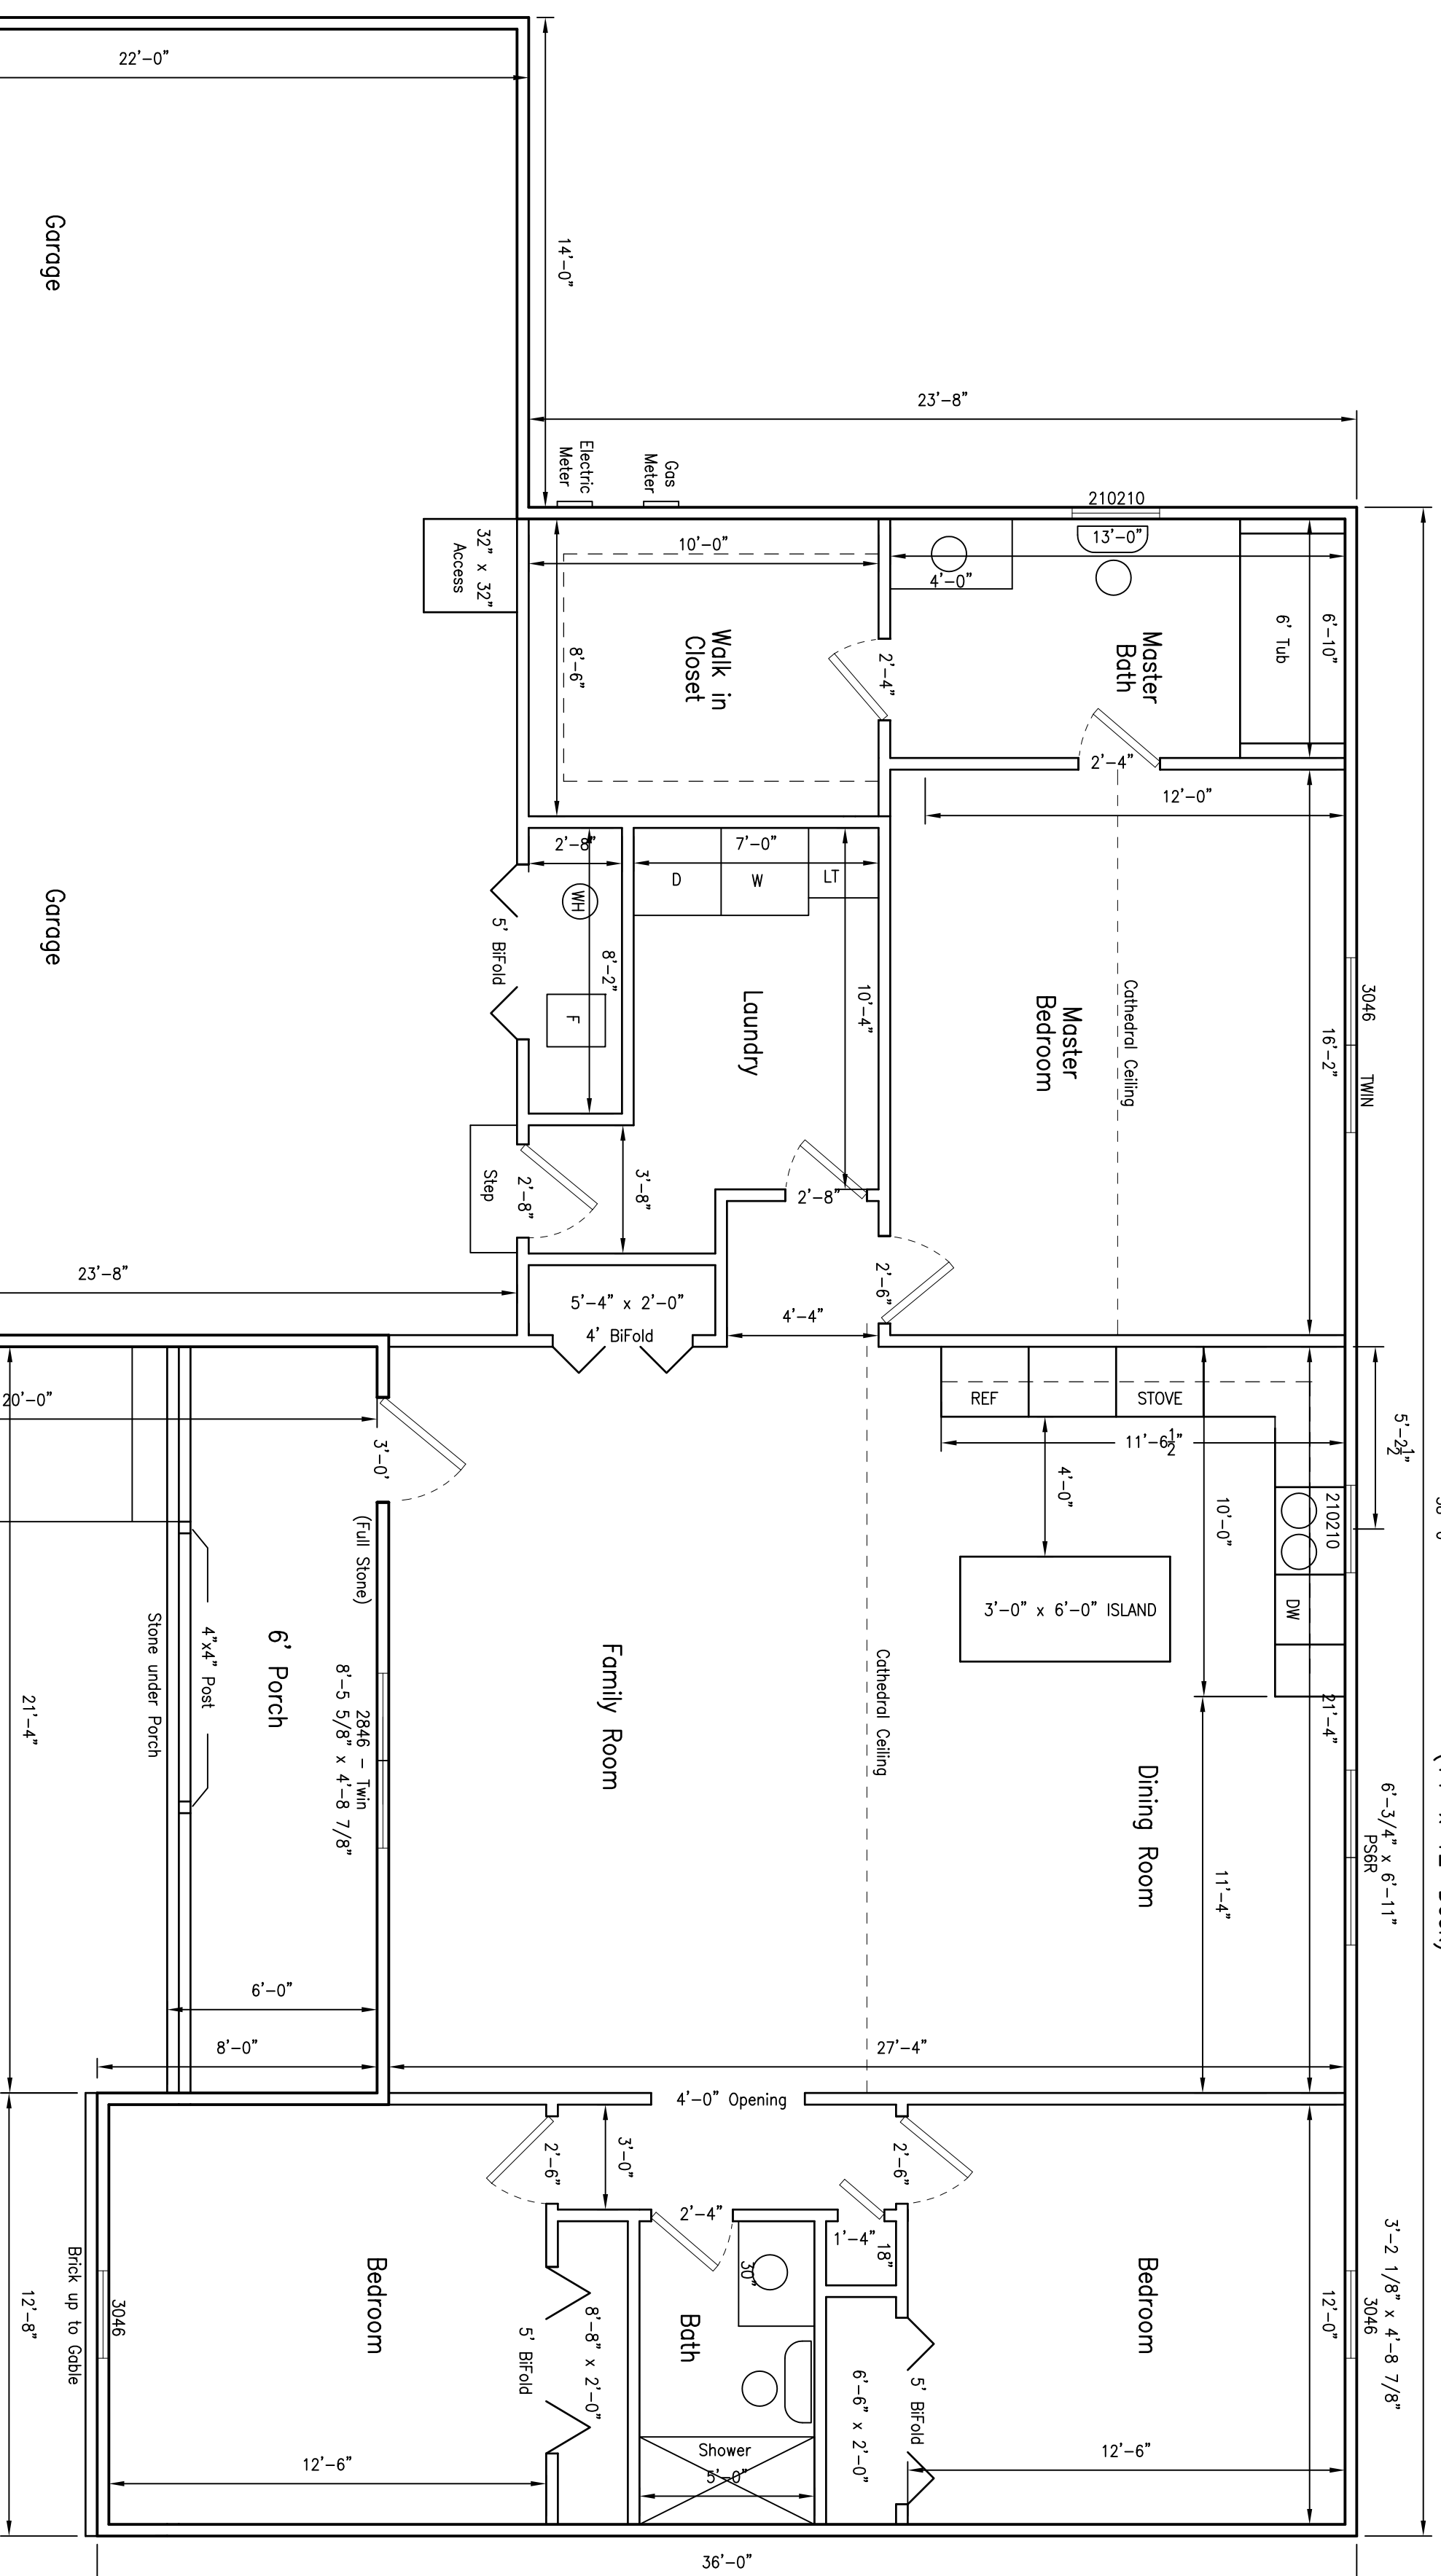 22'-0"
14'-0"
Garage
23'-8"
Electric
Meter
Gas
Meter
210210
13'-0"
4'-0"
10'-0"
32" x 32"
Access
8'-6"
Walk in
Closet
2'-4"
Master
Bath
6' Tub
6'-10"
2'-4"
12'-0"
2'-8"
7'-0"
D
W
LT
WH
5' BiFold
8'-2"
F
Garage
Laundry
10'-4"
Master
Bedroom
Cathedral Ceiling
16'-2"
3046
TWIN
Step
2'-8"
3'-8"
2'-8"
2'-6"
23'-8"
5'-4" x 2'-0"
4' BiFold
4'-4"
20'-0"
3'-0'
REF
STOVE
11'-6 1/2"
5'-2 1/2"
4'-0"
10'-0"
210210
DW
3'-0" x 6'-0" ISLAND
(Full Stone)
6' Porch
4"x4" Post
Stone under Porch
21'-4"
2846 - Twin
8'-5 5/8" x 4'-8 7/8"
Family Room
Cathedral Ceiling
Dining Room
21'-4"
11'-4"
6'-3/4" x 6'-11"
PS6R
6'-0"
8'-0"
27'-4"
4'-0" Opening
2'-6"
3'-0"
2'-6"
2'-4"
1'-4"
18"
30"
Bedroom
Bath
Bedroom
3046
Brick up to Gable
12'-8"
5' BiFold
8'-8" x 2'-0"
6'-6" x 2'-0"
5' BiFold
12'-0"
3046
3'-2 1/8" x 4'-8 7/8"
12'-6"
Shower
5'-0"
12'-6"
36'-0"